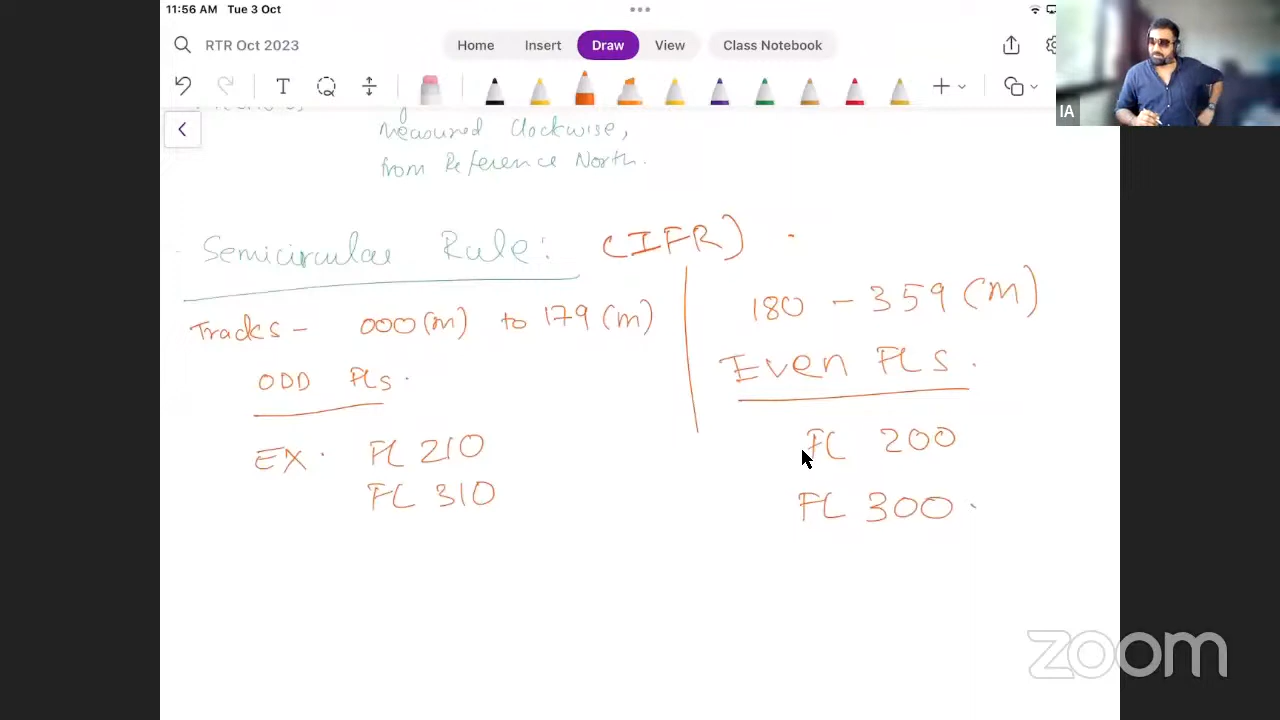 11:56 AM Tue 3 Oct
RTR Oct 2023
Home Insert Draw View Class Notebook
IA
measured Clockwise,
from Reference North.
Semicircular Rule: (IFR)
Tracks - 000(m) to 179 (m)
ODD FLs.
EX. FL 210
FL 310
180 - 359 (m)
Even FLs.
FL 200
FL 300.
zoom